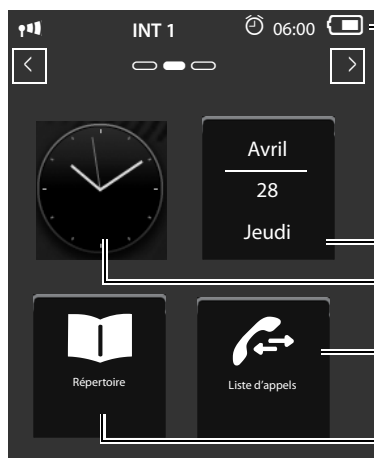 INT 1
06:00
Avril
28
Jeudi
Répertoire
Liste d'appels